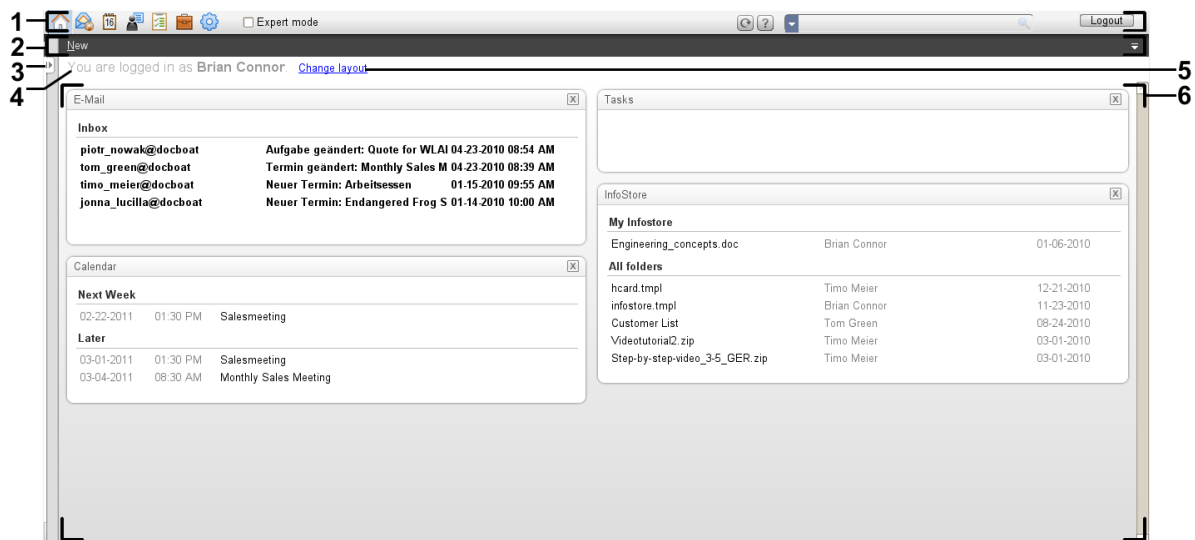 1
16
Expert mode
?
Logout
2
New
3
You are logged in as Brian Connor. Change layout
4
5
6
E-Mail X
Inbox
piotr_nowak@docboat Aufgabe geändert: Quote for WLAI 04-23-2010 08:54 AM
tom_green@docboat Termin geändert: Monthly Sales M 04-23-2010 08:39 AM
timo_meier@docboat Neuer Termin: Arbeitsessen 01-15-2010 09:55 AM
jonna_lucilla@docboat Neuer Termin: Endangered Frog S 01-14-2010 10:00 AM
Calendar X
Next Week
02-22-2011 01:30 PM Salesmeeting
Later
03-01-2011 01:30 PM Salesmeeting
03-04-2011 08:30 AM Monthly Sales Meeting
Tasks X
InfoStore X
My Infostore
Engineering_concepts.doc Brian Connor 01-06-2010
All folders
hcard.tmpl Timo Meier 12-21-2010
infostore.tmpl Brian Connor 11-23-2010
Customer List Tom Green 08-24-2010
Videotutorial2.zip Timo Meier 03-01-2010
Step-by-step-video_3-5_GER.zip Timo Meier 03-01-2010